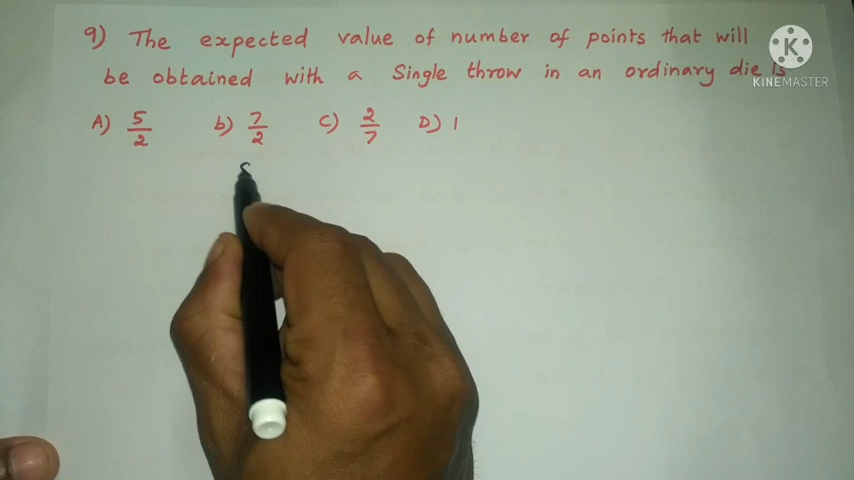 9) The expected value of number of points that will
be obtained with a Single throw in an ordinary die is
A) 5/2 b) 7/2 C) 2/7 D) 1
K
KINEMASTER
S